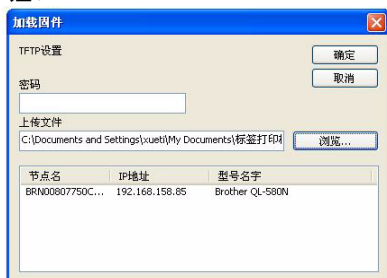 加载固件
TFTP设置
确定
取消
密码
上传文件
C:\Documents and Settings\xueti\My Documents\标签打印
浏览...
节点名 IP地址 型号名字
BRN00807750C... 192.168.158.85 Brother QL-580N